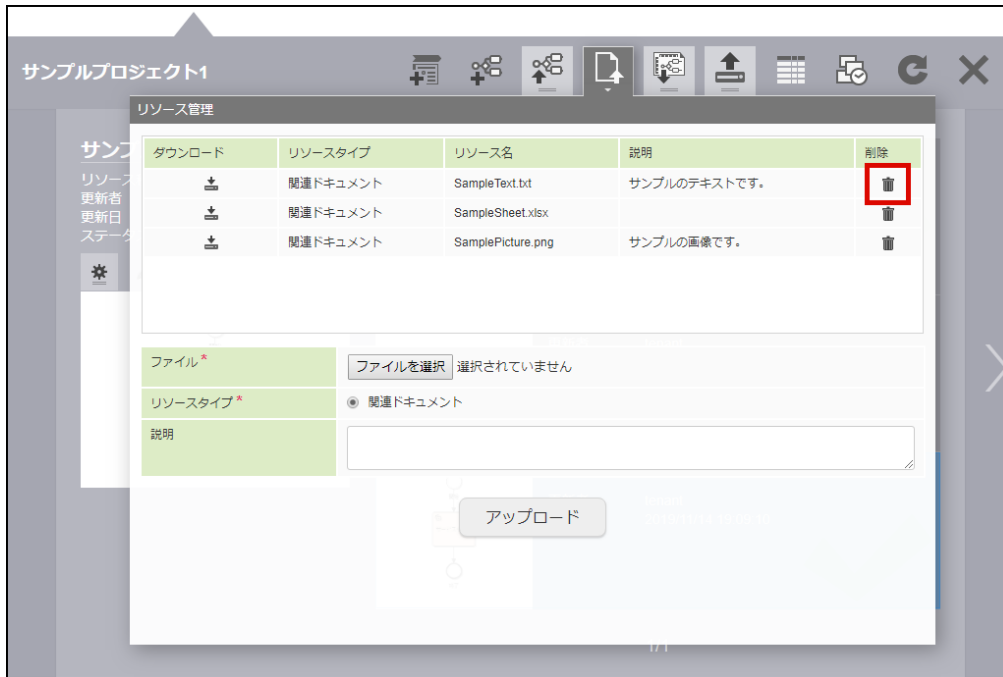 サンプルプロジェクト1
リソース管理
サンプ
リソース
更新者
更新日
ステータ
ダウンロード リソースタイプ リソース名 説明 削除
関連ドキュメント SampleText.txt サンプルのテキストです。
関連ドキュメント SampleSheet.xlsx
関連ドキュメント SamplePicture.png サンプルの画像です。
ファイル* ファイルを選択 選択されていません
リソースタイプ* 関連ドキュメント
説明
アップロード
1/1